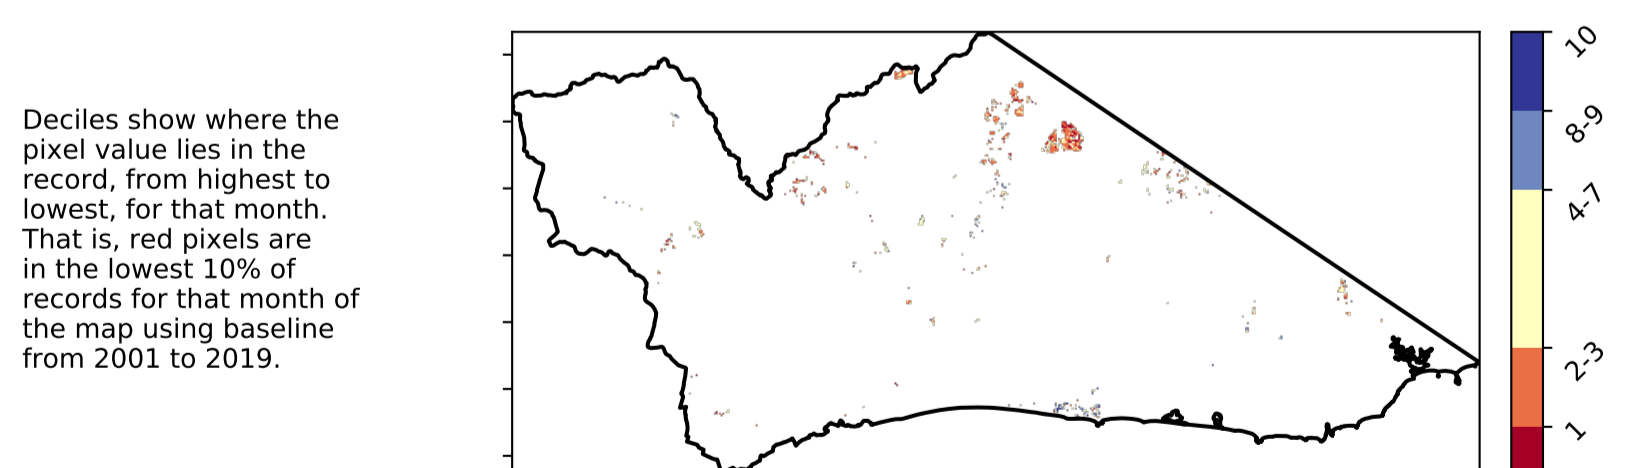 Deciles show where the
pixel value lies in the
record, from highest to
lowest, for that month.
That is, red pixels are
in the lowest 10% of
records for that month of
the map using baseline
from 2001 to 2019.
10
8-9
4-7
2-3
1